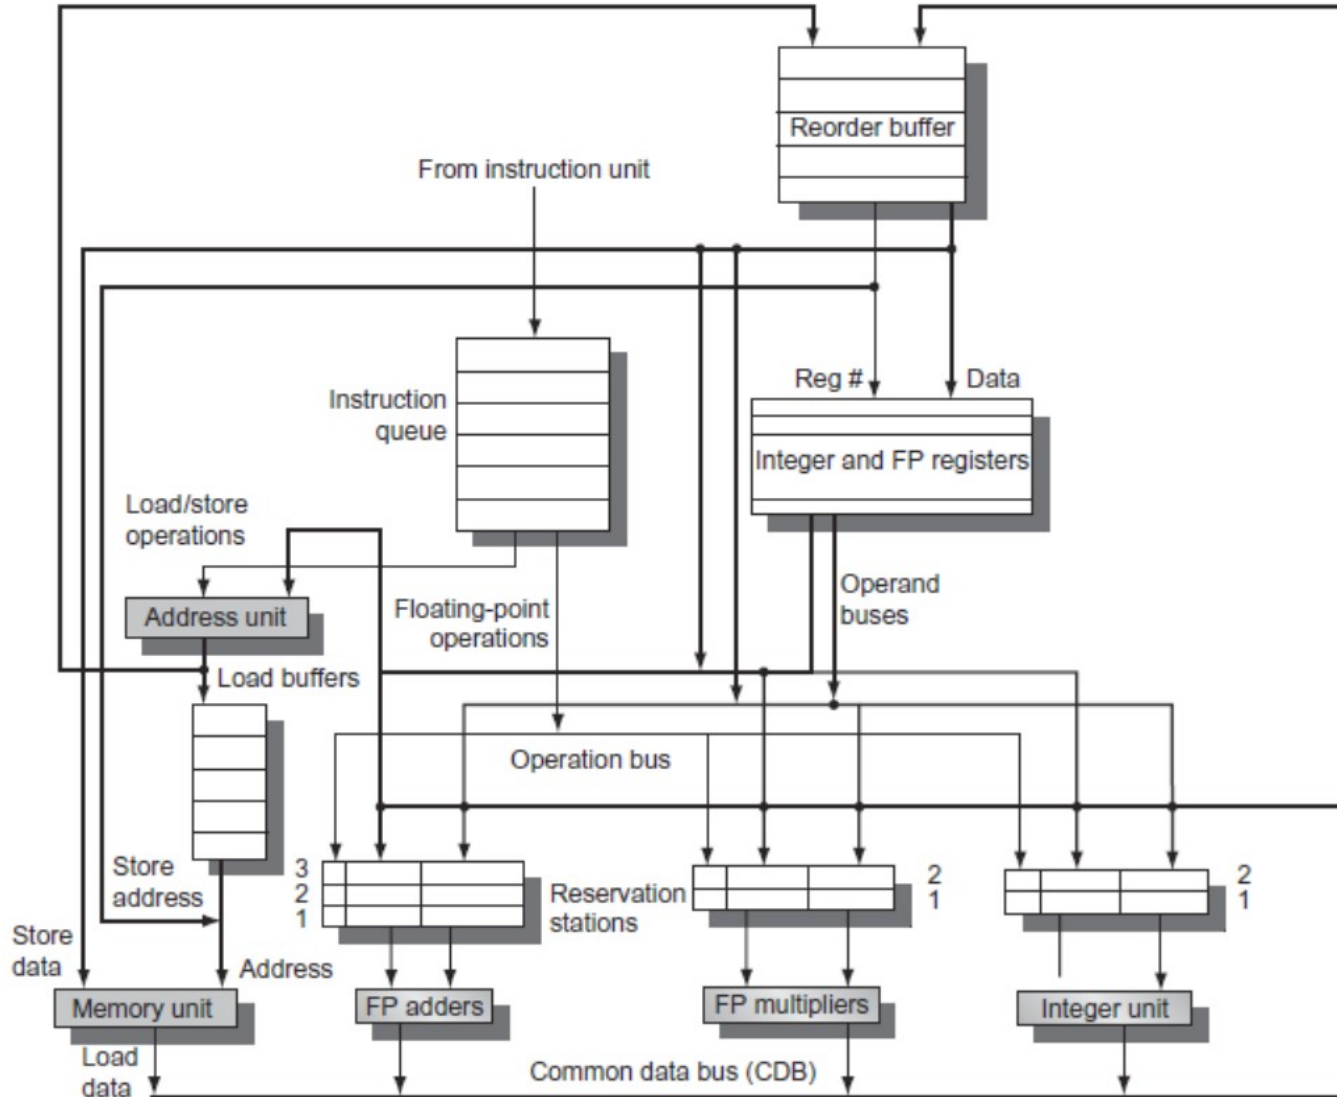 Reorder buffer
From instruction unit
Reg #
Data
Instruction
queue
Integer and FP registers
Load/store
operations
Operand
buses
Address unit
Floating-point
operations
Load buffers
Operation bus
Store
address
3
2
1
Reservation
stations
2
1
2
1
Store
data
Address
Memory unit
FP adders
FP multipliers
Integer unit
Load
data
Common data bus (CDB)